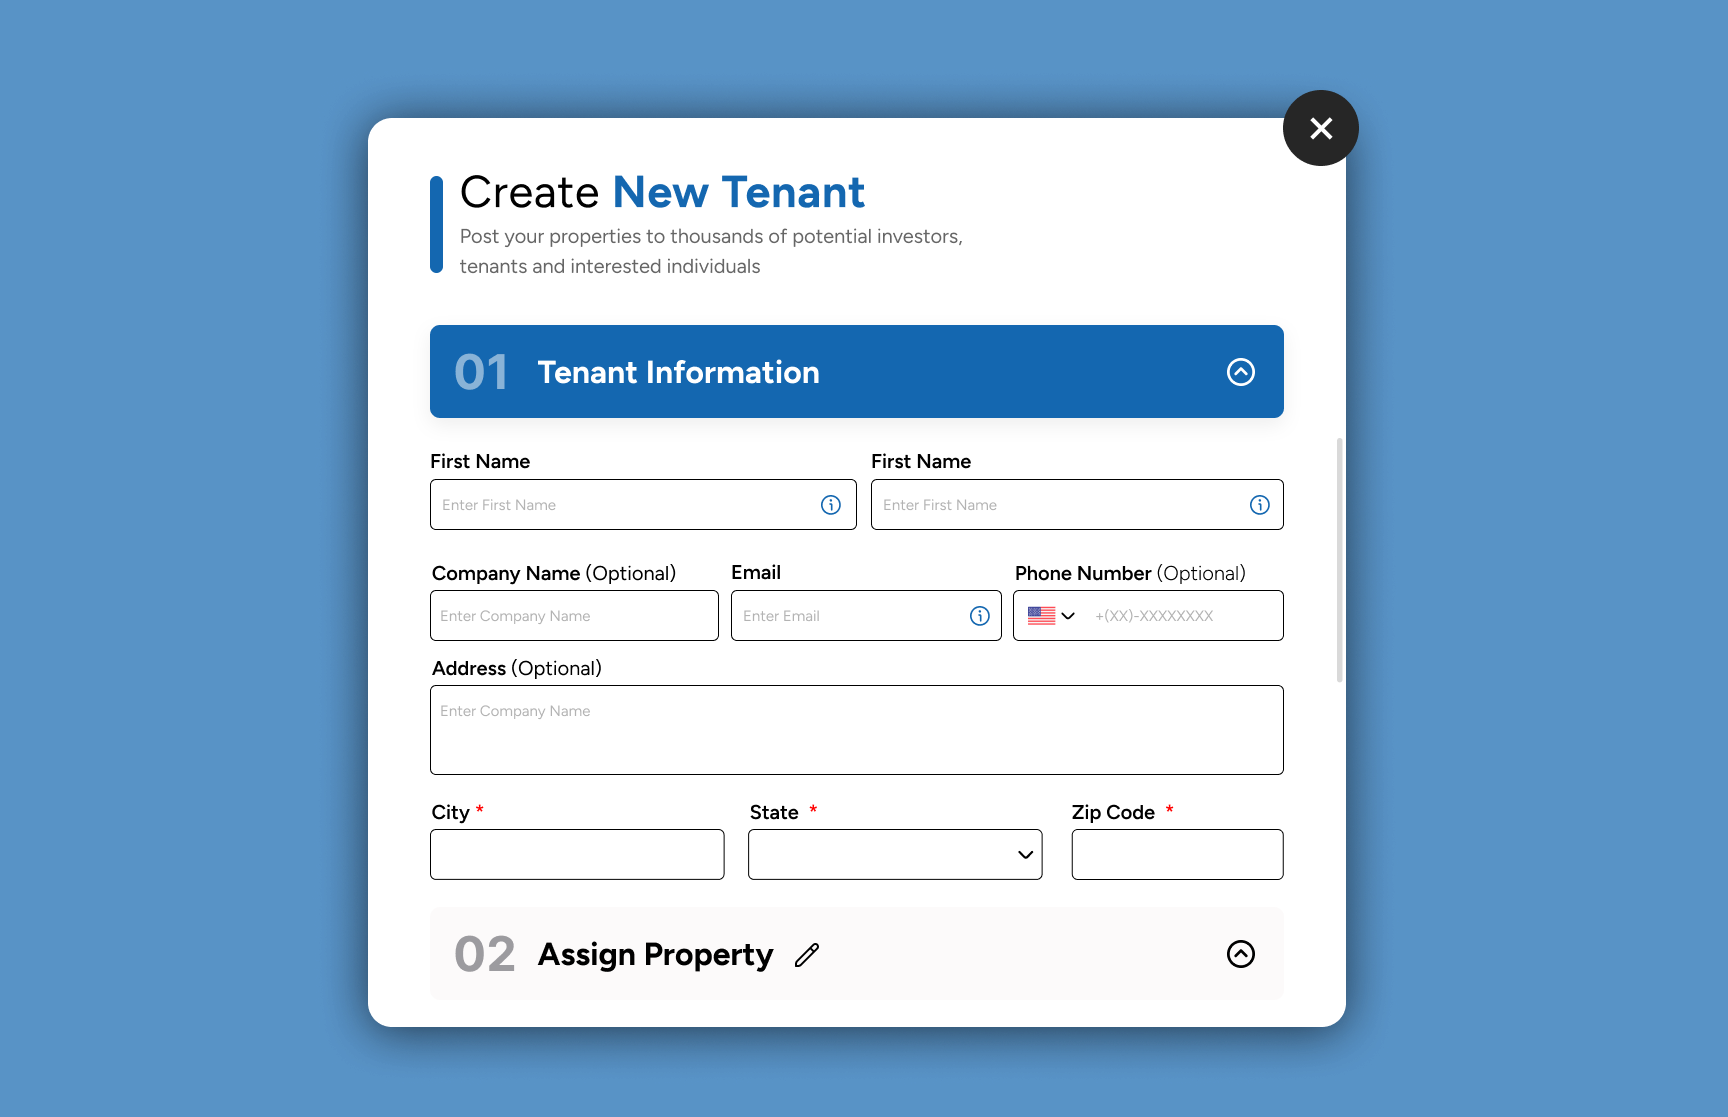 Create New Tenant
Post your properties to thousands of potential investors,
tenants and interested individuals
01 Tenant Information
First Name First Name
Enter First Name Enter First Name
Company Name (Optional) Email Phone Number (Optional)
Enter Company Name Enter Email +(XX)-XXXXXXXX
Address (Optional)
Enter Company Name
City * State * Zip Code *
02 Assign Property